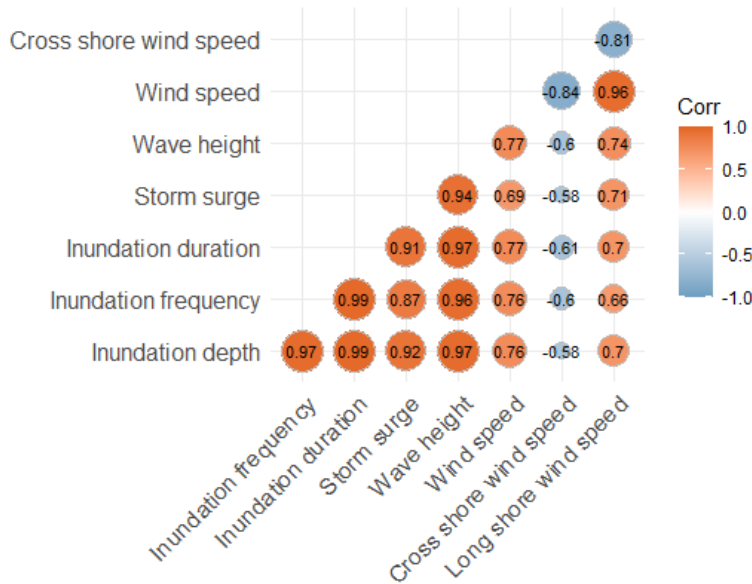 Cross shore wind speed -0.81
Wind speed -0.84 0.96
Wave height 0.77 -0.6 0.74
Storm surge 0.94 0.69 -0.58 0.71
Inundation duration 0.91 0.97 0.77 -0.61 0.7
Inundation frequency 0.99 0.87 0.96 0.76 -0.6 0.66
Inundation depth 0.97 0.99 0.92 0.97 0.76 -0.58 0.7
Inundation frequency
Inundation duration
Storm surge
Wave height
Wind speed
Cross shore wind speed
Long shore wind speed
Corr
1.0
0.5
0.0
-0.5
-1.0